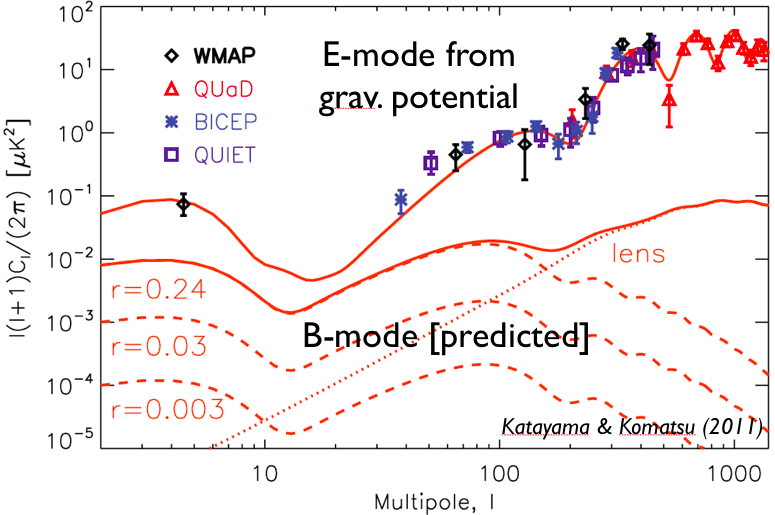 10²
10¹
10⁰
10⁻¹
10⁻²
10⁻³
10⁻⁴
10⁻⁵
l(l+1)Cₗ/(2π) [μK²]
WMAP
QUaD
BICEP
QUIET
E-mode from
grav. potential
lens
r=0.24
B-mode [predicted]
r=0.03
r=0.003
Katayama & Komatsu (2011)
10
100
1000
Multipole, l